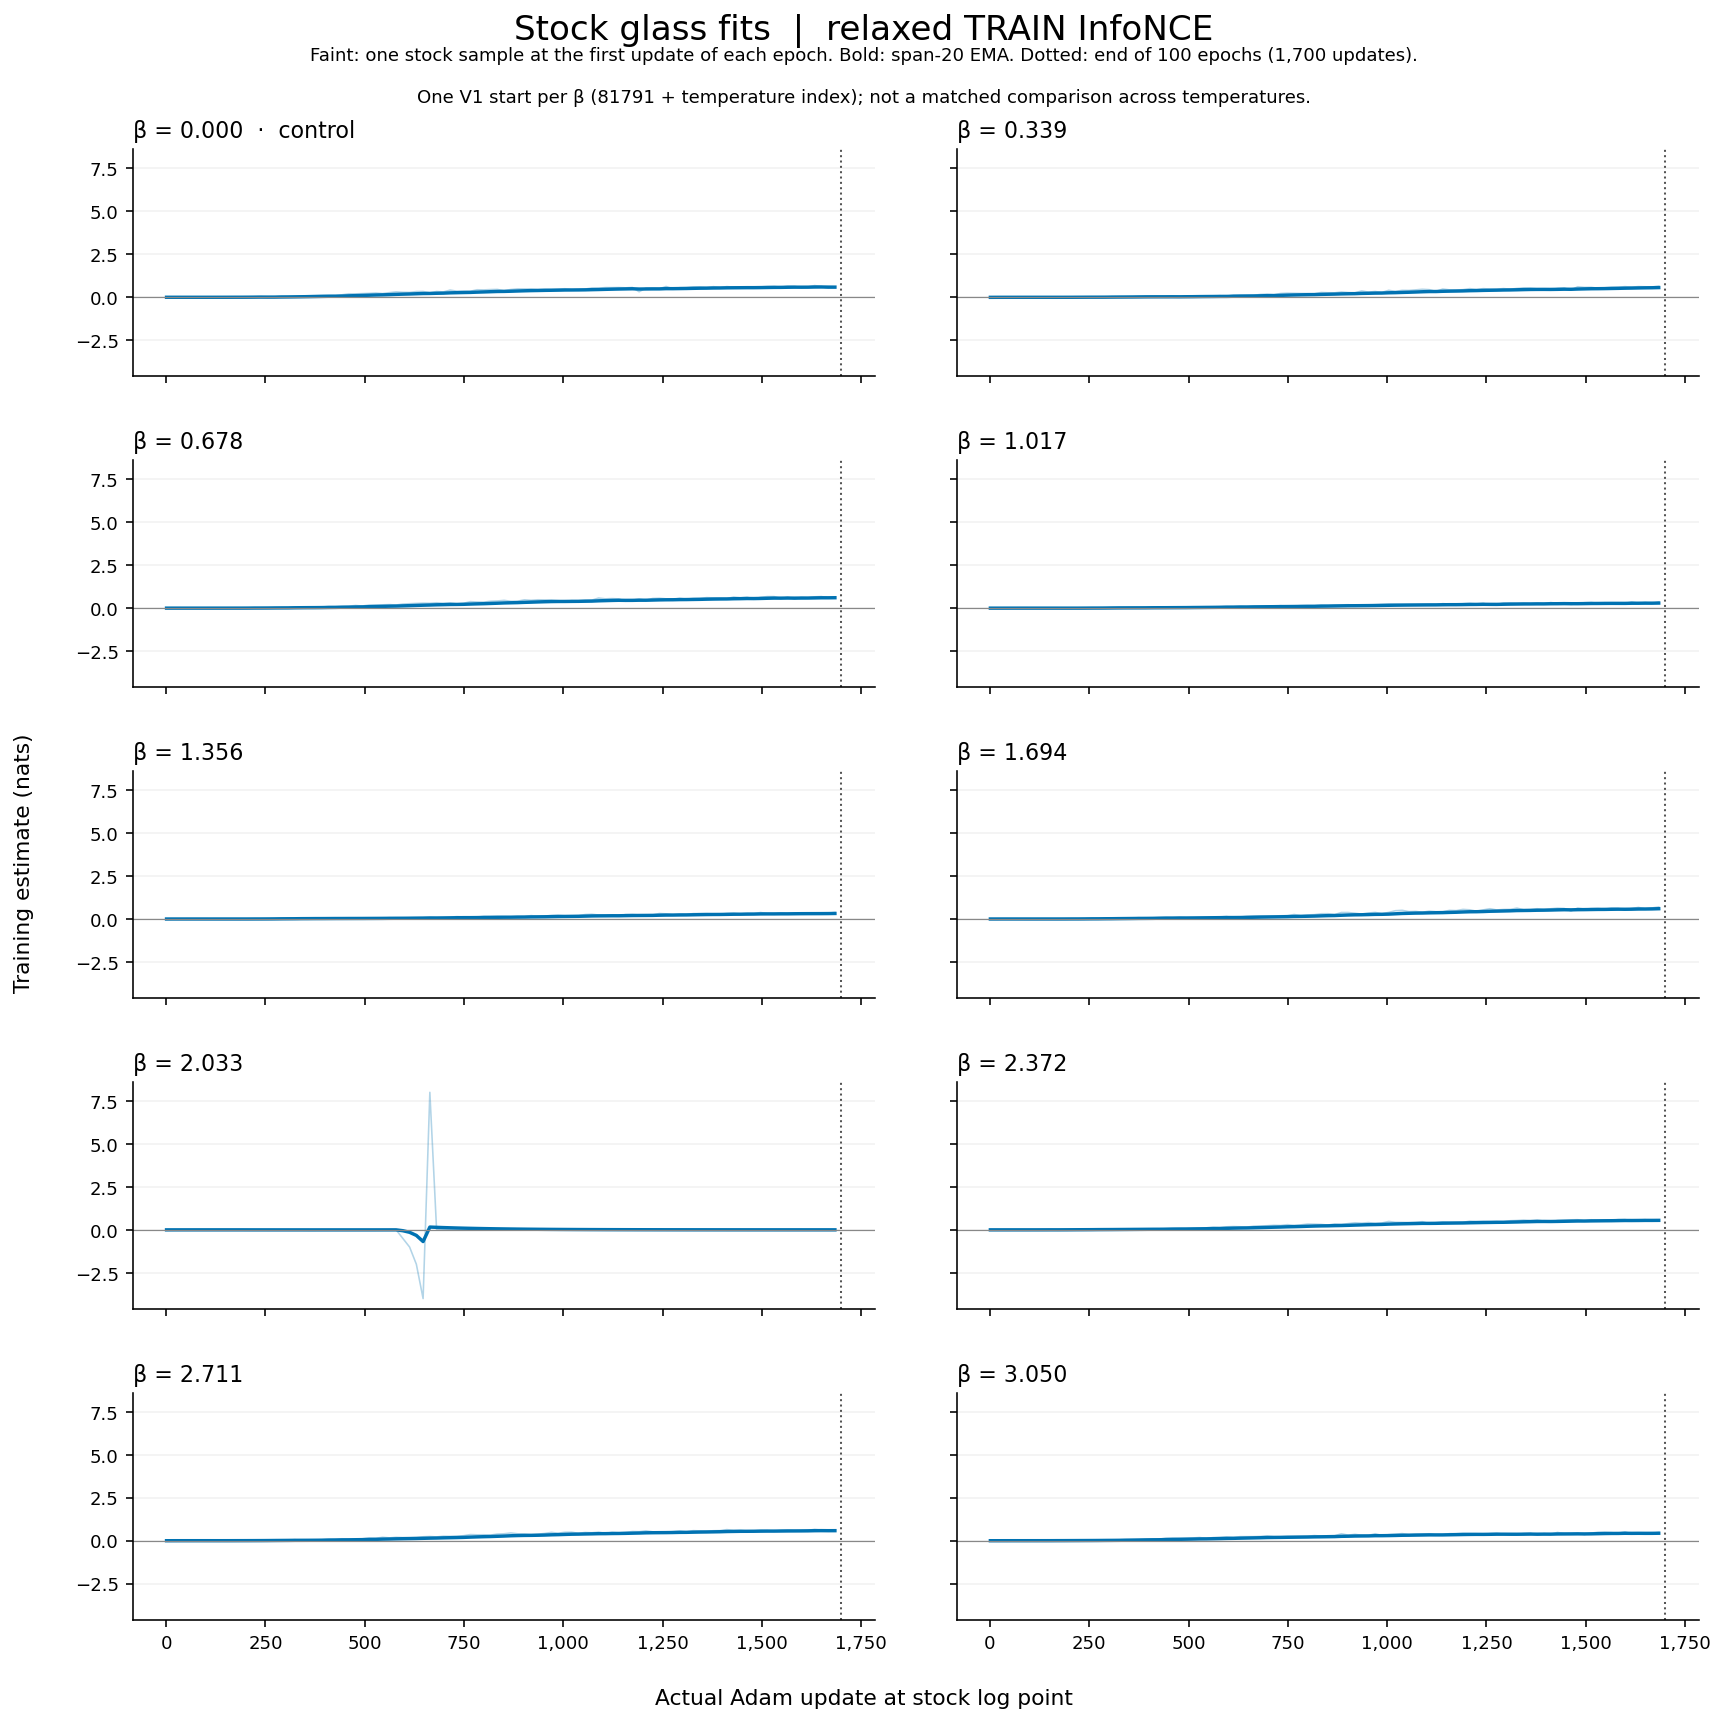 Stock glass fits | relaxed TRAIN InfoNCE
Faint: one stock sample at the first update of each epoch. Bold: span-20 EMA. Dotted: end of 100 epochs (1,700 updates).
One V1 start per β (81791 + temperature index); not a matched comparison across temperatures.
β = 0.000 · control
7.5
5.0
2.5
0.0
−2.5
β = 0.339
β = 0.678
7.5
5.0
2.5
0.0
−2.5
β = 1.017
Training estimate (nats)
β = 1.356
7.5
5.0
2.5
0.0
−2.5
β = 1.694
β = 2.033
7.5
5.0
2.5
0.0
−2.5
β = 2.372
β = 2.711
7.5
5.0
2.5
0.0
−2.5
0 250 500 750 1,000 1,250 1,500 1,750
β = 3.050
0 250 500 750 1,000 1,250 1,500 1,750
Actual Adam update at stock log point